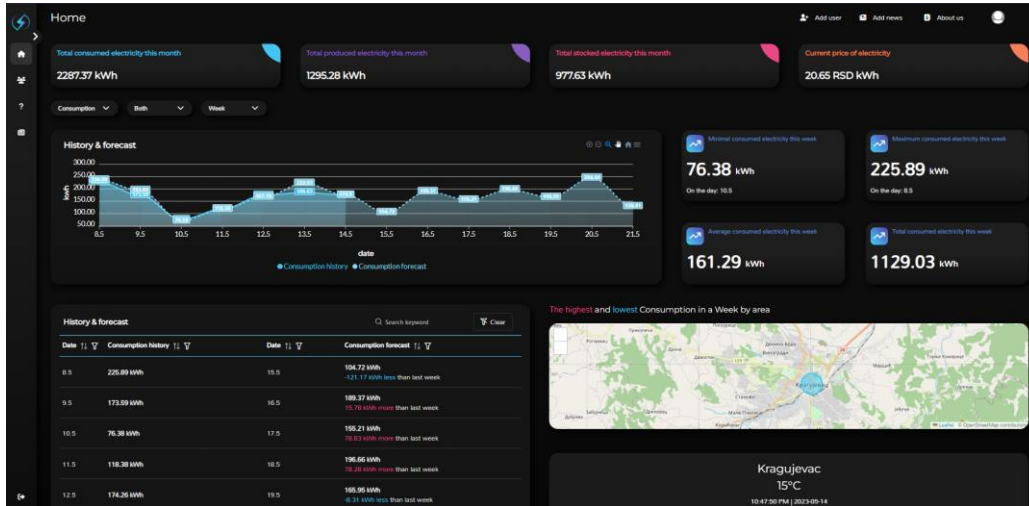 Home
Add user
Add news
About us
Total consumed electricity this month
2287.37 kWh
Total produced electricity this month
1295.28 kWh
Total stocked electricity this month
977.63 kWh
Current price of electricity
20.65 RSD kWh
Consumption
Both
Week
History & forecast
300.00
250.00
200.00
150.00
100.00
50.00
kWh
8.5 9.5 10.5 11.5 12.5 13.5 14.5 15.5 16.5 17.5 18.5 19.5 20.5 21.5
date
Consumption history Consumption forecast
Minimal consumed electricity this week
76.38 kWh
On the day: 10.5
Maximum consumed electricity this week
225.89 kWh
On the day: 8.5
Average consumed electricity this week
161.29 kWh
Total consumed electricity this week
1129.03 kWh
History & forecast
Search keyword
Clear
Date Consumption history Date Consumption forecast
8.5 225.89 kWh 15.5 104.72 kWh
-121.17 kWh less than last week
9.5 173.59 kWh 16.5 189.37 kWh
15.78 kWh more than last week
10.5 76.38 kWh 17.5 155.21 kWh
78.83 kWh more than last week
11.5 118.38 kWh 18.5 196.66 kWh
78.28 kWh more than last week
12.5 174.26 kWh 19.5 165.95 kWh
-8.31 kWh less than last week
The highest and lowest Consumption in a Week by area
Крагујевац
Leaflet © OpenStreetMap
Kragujevac
15°C
10:47:50 PM | 2023-05-14